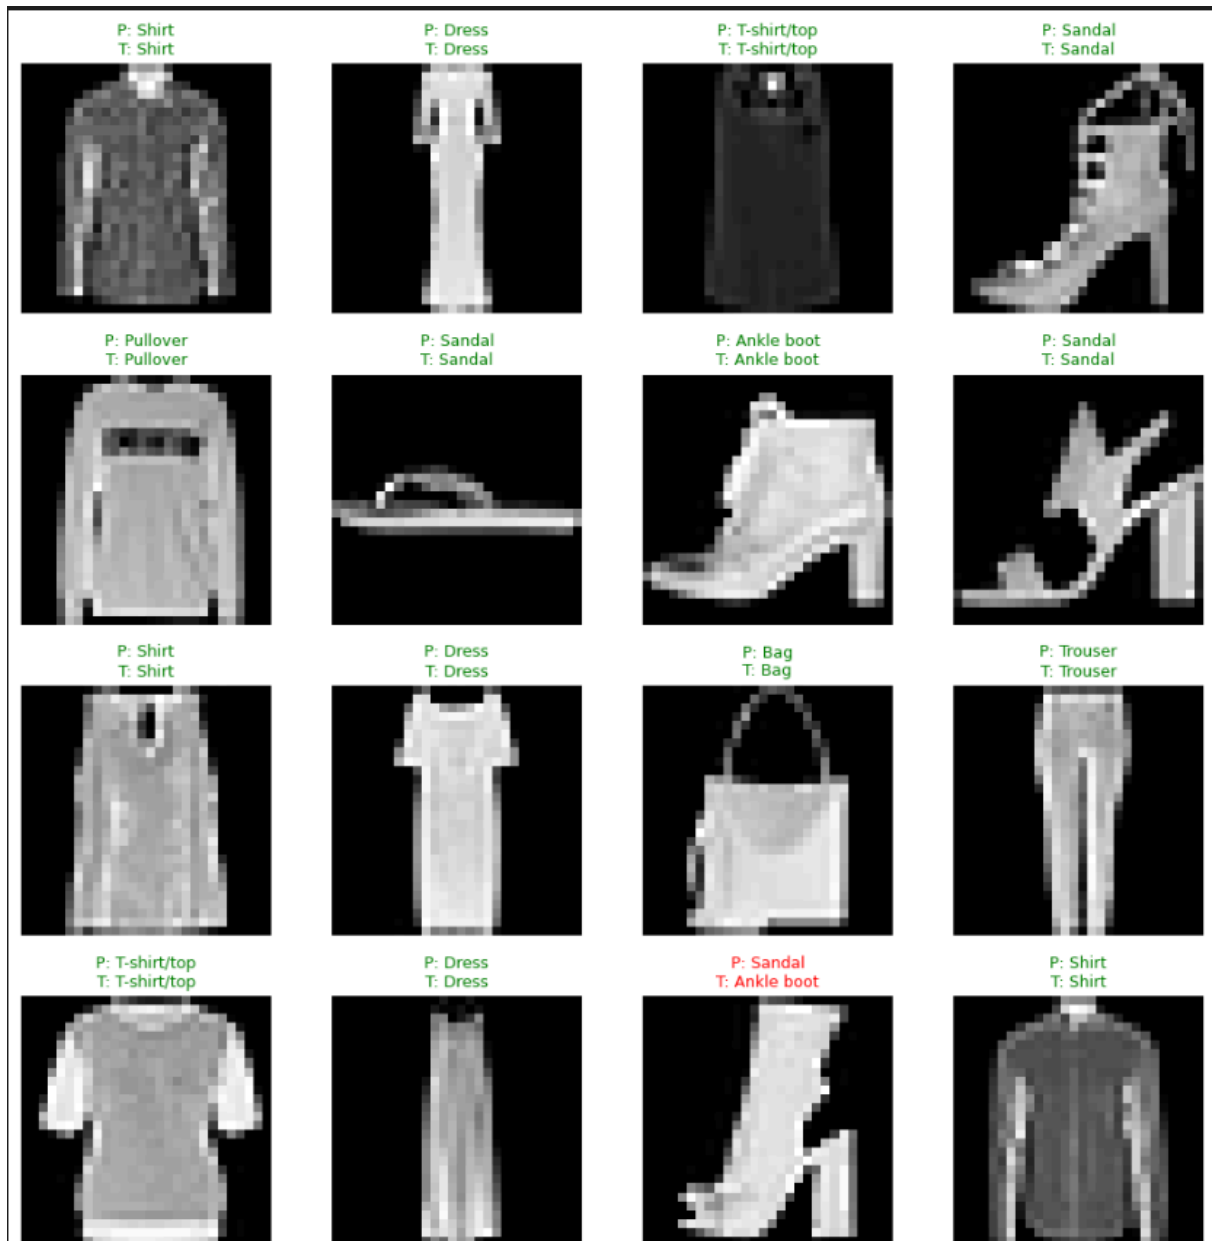 P: Shirt
T: Shirt
P: Dress
T: Dress
P: T-shirt/top
T: T-shirt/top
P: Sandal
T: Sandal
P: Pullover
T: Pullover
P: Sandal
T: Sandal
P: Ankle boot
T: Ankle boot
P: Sandal
T: Sandal
P: Shirt
T: Shirt
P: Dress
T: Dress
P: Bag
T: Bag
P: Trouser
T: Trouser
P: T-shirt/top
T: T-shirt/top
P: Dress
T: Dress
P: Sandal
T: Ankle boot
P: Shirt
T: Shirt